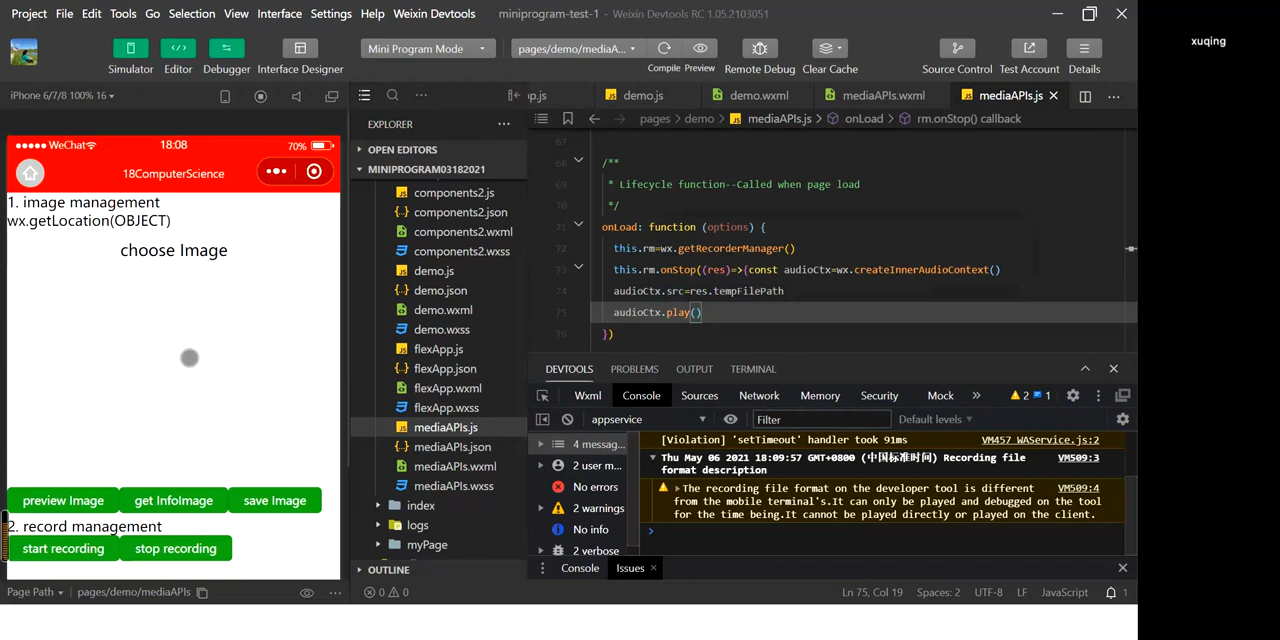 Project File Edit Tools Go Selection View Interface Settings Help Weixin Devtools miniprogram-test-1 - Weixin Devtools RC 1.05.2103051
xuqing
Mini Program Mode pages/demo/mediaA...
Simulator Editor Debugger Interface Designer Compile Preview Remote Debug Clear Cache Source Control Test Account Details
iPhone 6/7/8 100% 16
p.js demo.js demo.wxml mediaAPIs.wxml mediaAPIs.js
pages > demo > mediaAPIs.js > onLoad > rm.onStop() callback
WeChat 18:08 70%
18ComputerScience
1. image management
wx.getLocation(OBJECT)
choose Image
preview Image get InfoImage save Image
2. record management
start recording stop recording
Page Path pages/demo/mediaAPIs
EXPLORER
OPEN EDITORS
MINIPROGRAM03182021
components2.js
components2.json
components2.wxml
components2.wxss
demo.js
demo.json
demo.wxml
demo.wxss
flexApp.js
flexApp.json
flexApp.wxml
flexApp.wxss
mediaAPIs.js
mediaAPIs.json
mediaAPIs.wxml
mediaAPIs.wxss
index
logs
myPage
OUTLINE
0 0
67
68 /**
69 * Lifecycle function--Called when page load
70 */
71 onLoad: function (options) {
72 this.rm=wx.getRecorderManager()
73 this.rm.onStop((res)=>{const audioCtx=wx.createInnerAudioContext()
74 audioCtx.src=res.tempFilePath
75 audioCtx.play()
76 })
DEVTOOLS PROBLEMS OUTPUT TERMINAL
Wxml Console Sources Network Memory Security Mock 2 1
appservice Filter Default levels
4 messag...
2 user m...
No errors
2 warnings
No info
2 verbose
[Violation] 'setTimeout' handler took 91ms VM457 WAService.js:2
Thu May 06 2021 18:09:57 GMT+0800 (中国标准时间) Recording file VM509:3
format description
The recording file format on the developer tool is different VM509:4
from the mobile terminal's.It can only be played and debugged on the tool
for the time being.It cannot be played directly or played on the client.
Console Issues
Ln 75, Col 19 Spaces: 2 UTF-8 LF JavaScript 1